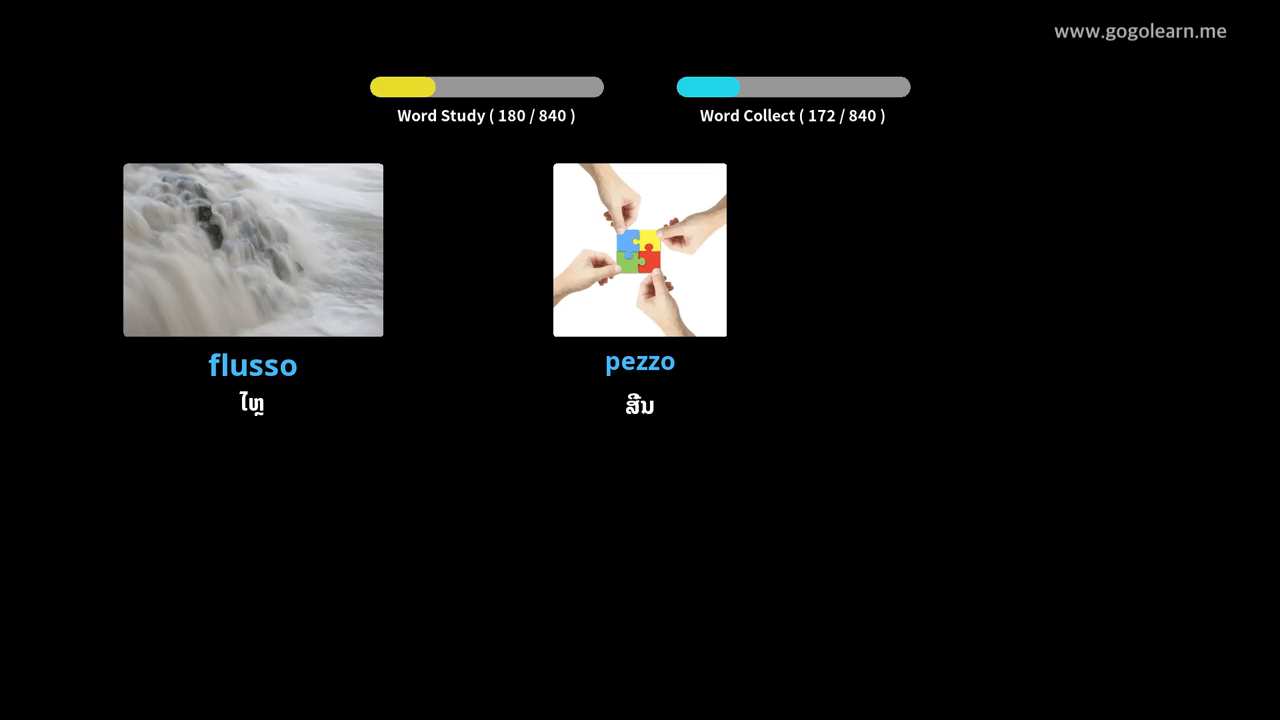 www.gogolearn.me
Word Study ( 180 / 840 )
Word Collect ( 172 / 840 )
flusso
ໄຫຼ
pezzo
ສິ້ນ